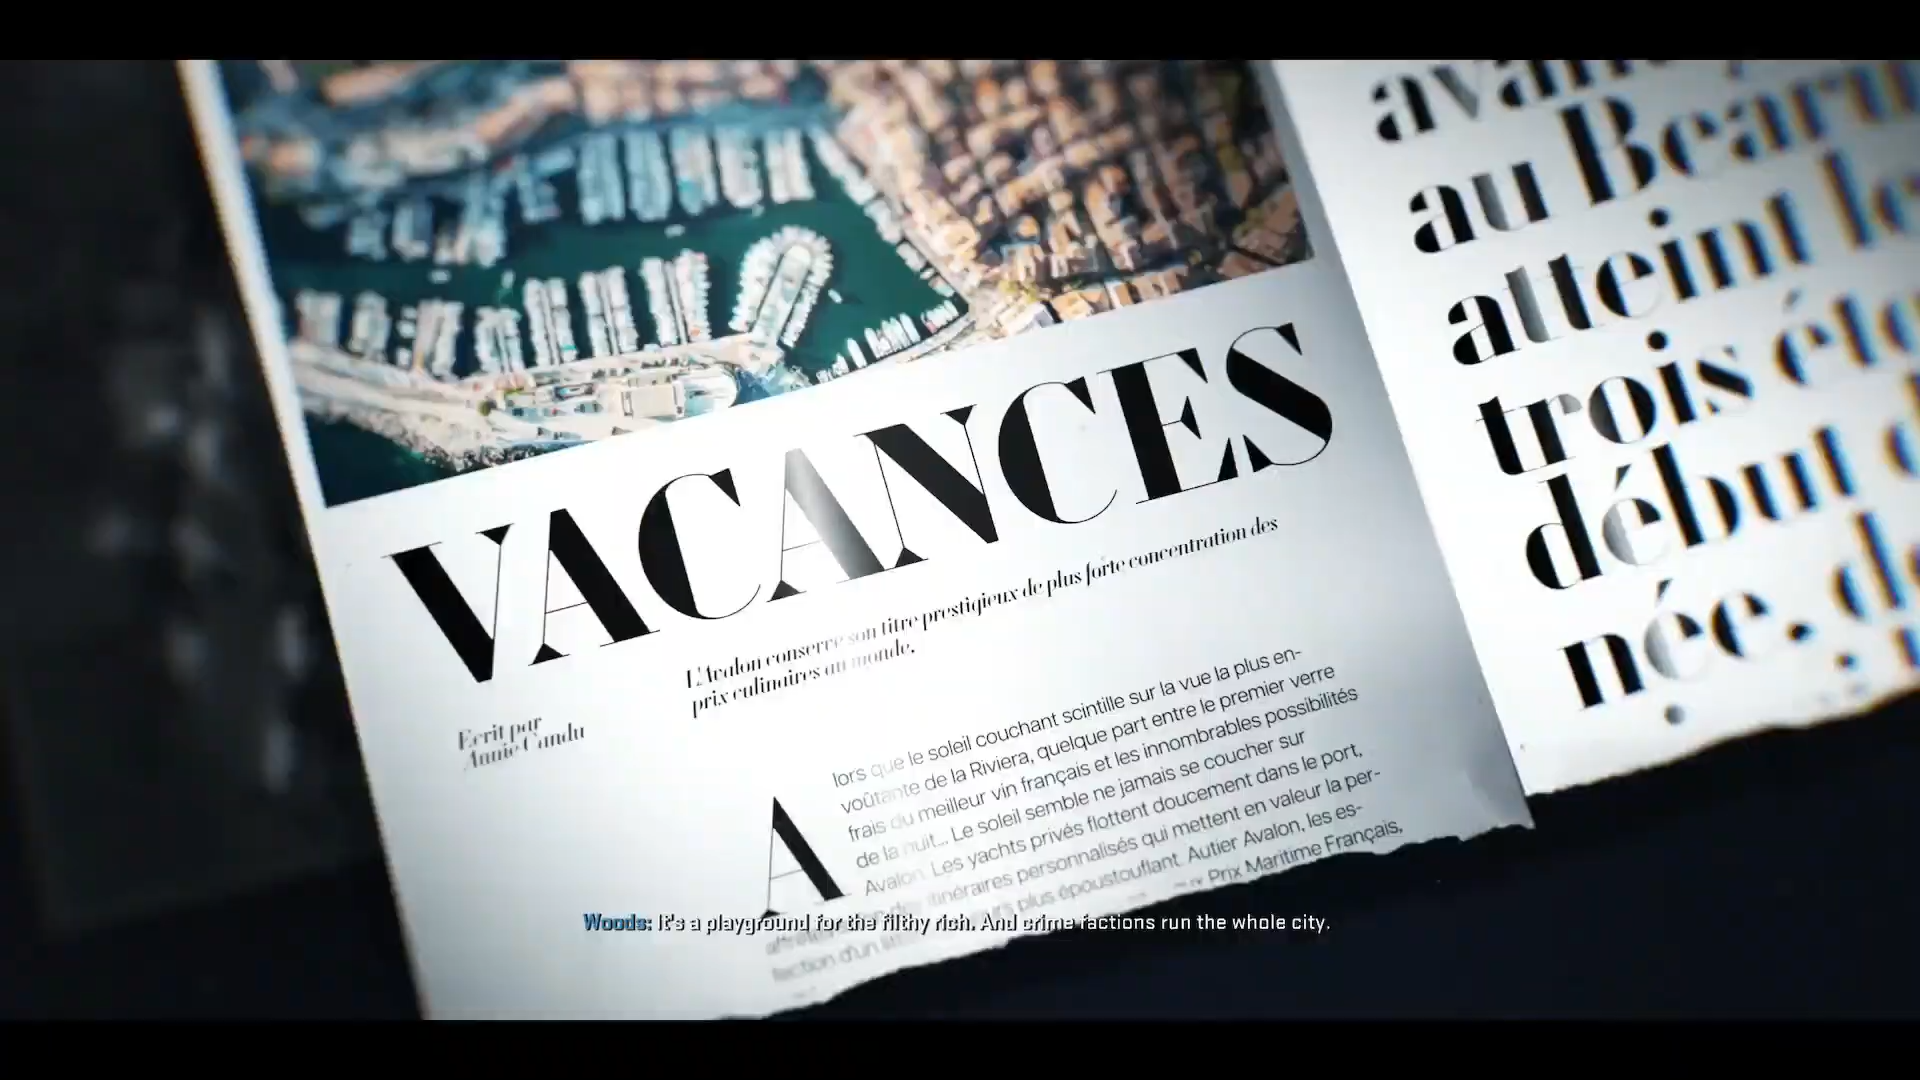 VACANCES
L'Avalon conserve son titre prestigieux de plus forte concentration des
prix culinaires au monde.
Ecrit par
Annie Candu
A
lors que le soleil couchant scintille sur la vue la plus en-
voûtante de la Riviera, quelque part entre le premier verre
frais du meilleur vin français et les innombrables possibilités
de la nuit... Le soleil semble ne jamais se coucher sur
Avalon. Les yachts privés flottent doucement dans le port,
itinéraires personnalisés qui mettent en valeur la per-
plus époustouflant. Autier Avalon, les es-
Prix Maritime Français,
fection d'un
au
atteint
trois
début
née.
Woods: It's a playground for the filthy rich. And crime factions run the whole city.